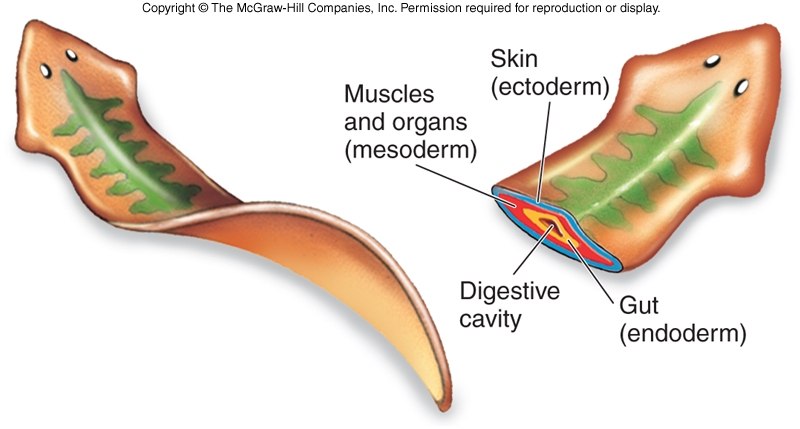 Copyright © The McGraw-Hill Companies, Inc. Permission required for reproduction or display.
Skin
(ectoderm)
Muscles
and organs
(mesoderm)
Digestive
cavity
Gut
(endoderm)